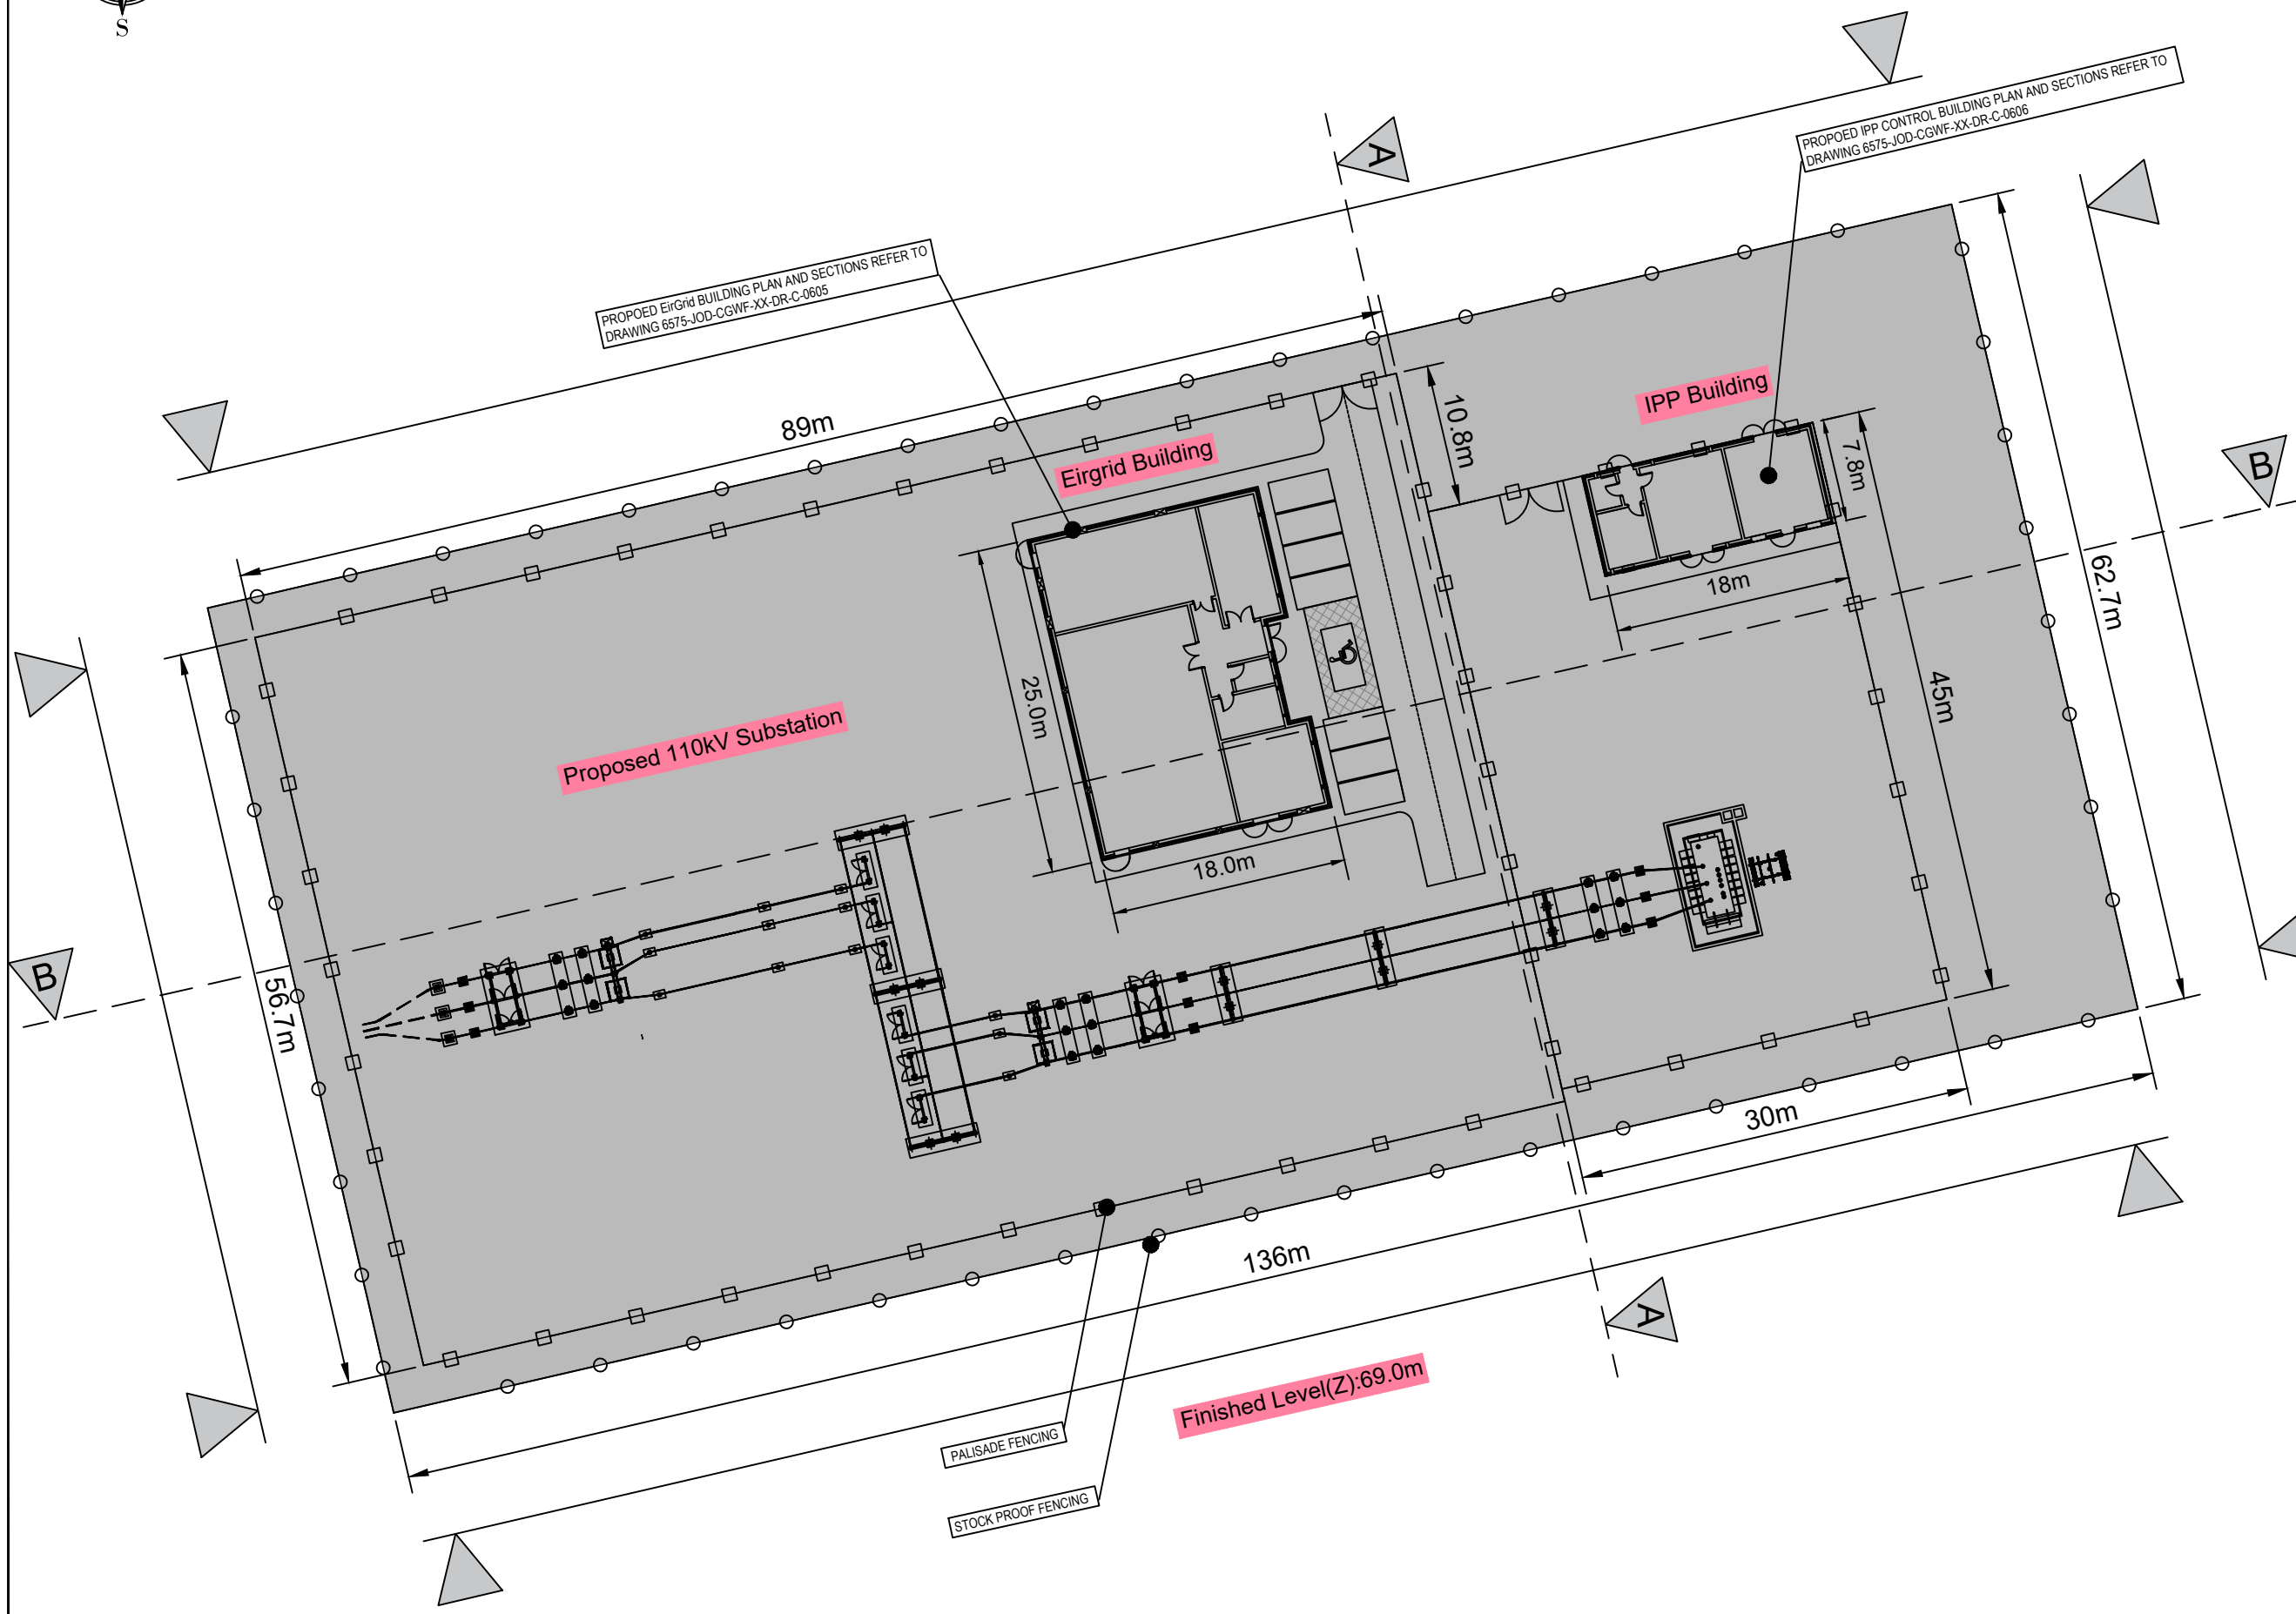 S
PROPOED IPP CONTROL BUILDING PLAN AND SECTIONS REFER TO
DRAWING 6575-JOD-CGWF-XX-DR-C-0606
A
PROPOED EirGrid BUILDING PLAN AND SECTIONS REFER TO
DRAWING 6575-JOD-CGWF-XX-DR-C-0605
IPP Building
89m
10.8m
Eirgrid Building
7.8m
B
18m
62.7m
25.0m
45m
Proposed 110kV Substation
18.0m
B
56.7m
30m
136m
A
Finished Level(Z):69.0m
PALISADE FENCING
STOCK PROOF FENCING